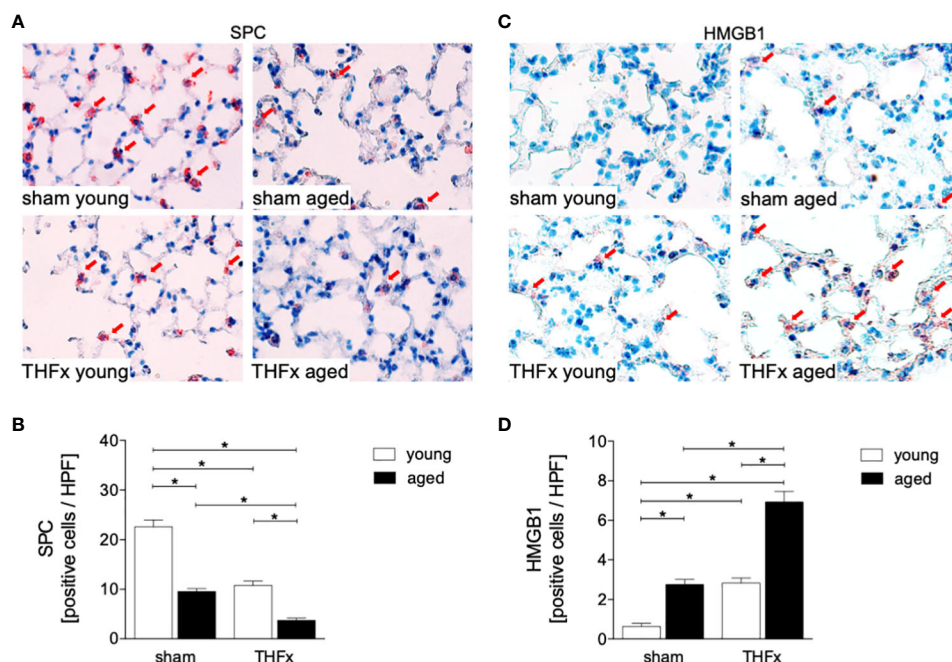 A
SPC
sham young
sham aged
THFx young
THFx aged
C
HMGB1
sham young
sham aged
THFx young
THFx aged
B
SPC
[positive cells / HPF]
40
30
20
10
0
* * * * *
sham
THFx
young
aged
D
HMGB1
[positive cells / HPF]
10
8
6
4
2
0
* * * * *
sham
THFx
young
aged